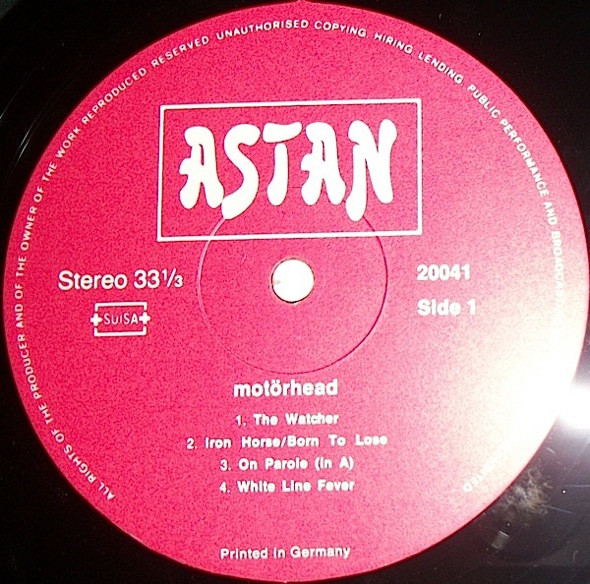 ALL RIGHTS OF THE PRODUCER AND OF THE OWNER OF THE WORK REPRODUCED RESERVED. UNAUTHORISED COPYING, HIRING, LENDING, PUBLIC PERFORMANCE AND
ASTAN
Stereo 33 1/3
20041
SUISA
Side 1
motörhead
1. The Watcher
2. Iron Horse/Born To Lose
3. On Parole (In A)
4. White Line Fever
Printed in Germany